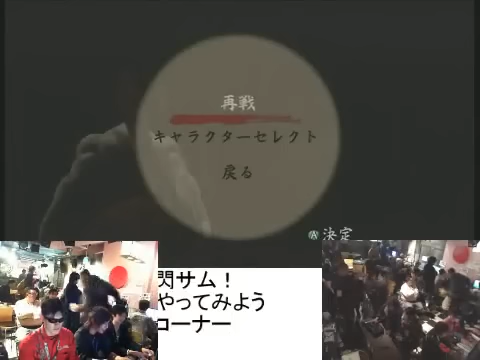 再戦
キャラクターセレクト
戻る
Ⓐ決定
閃サム！
やってみよう
コーナー